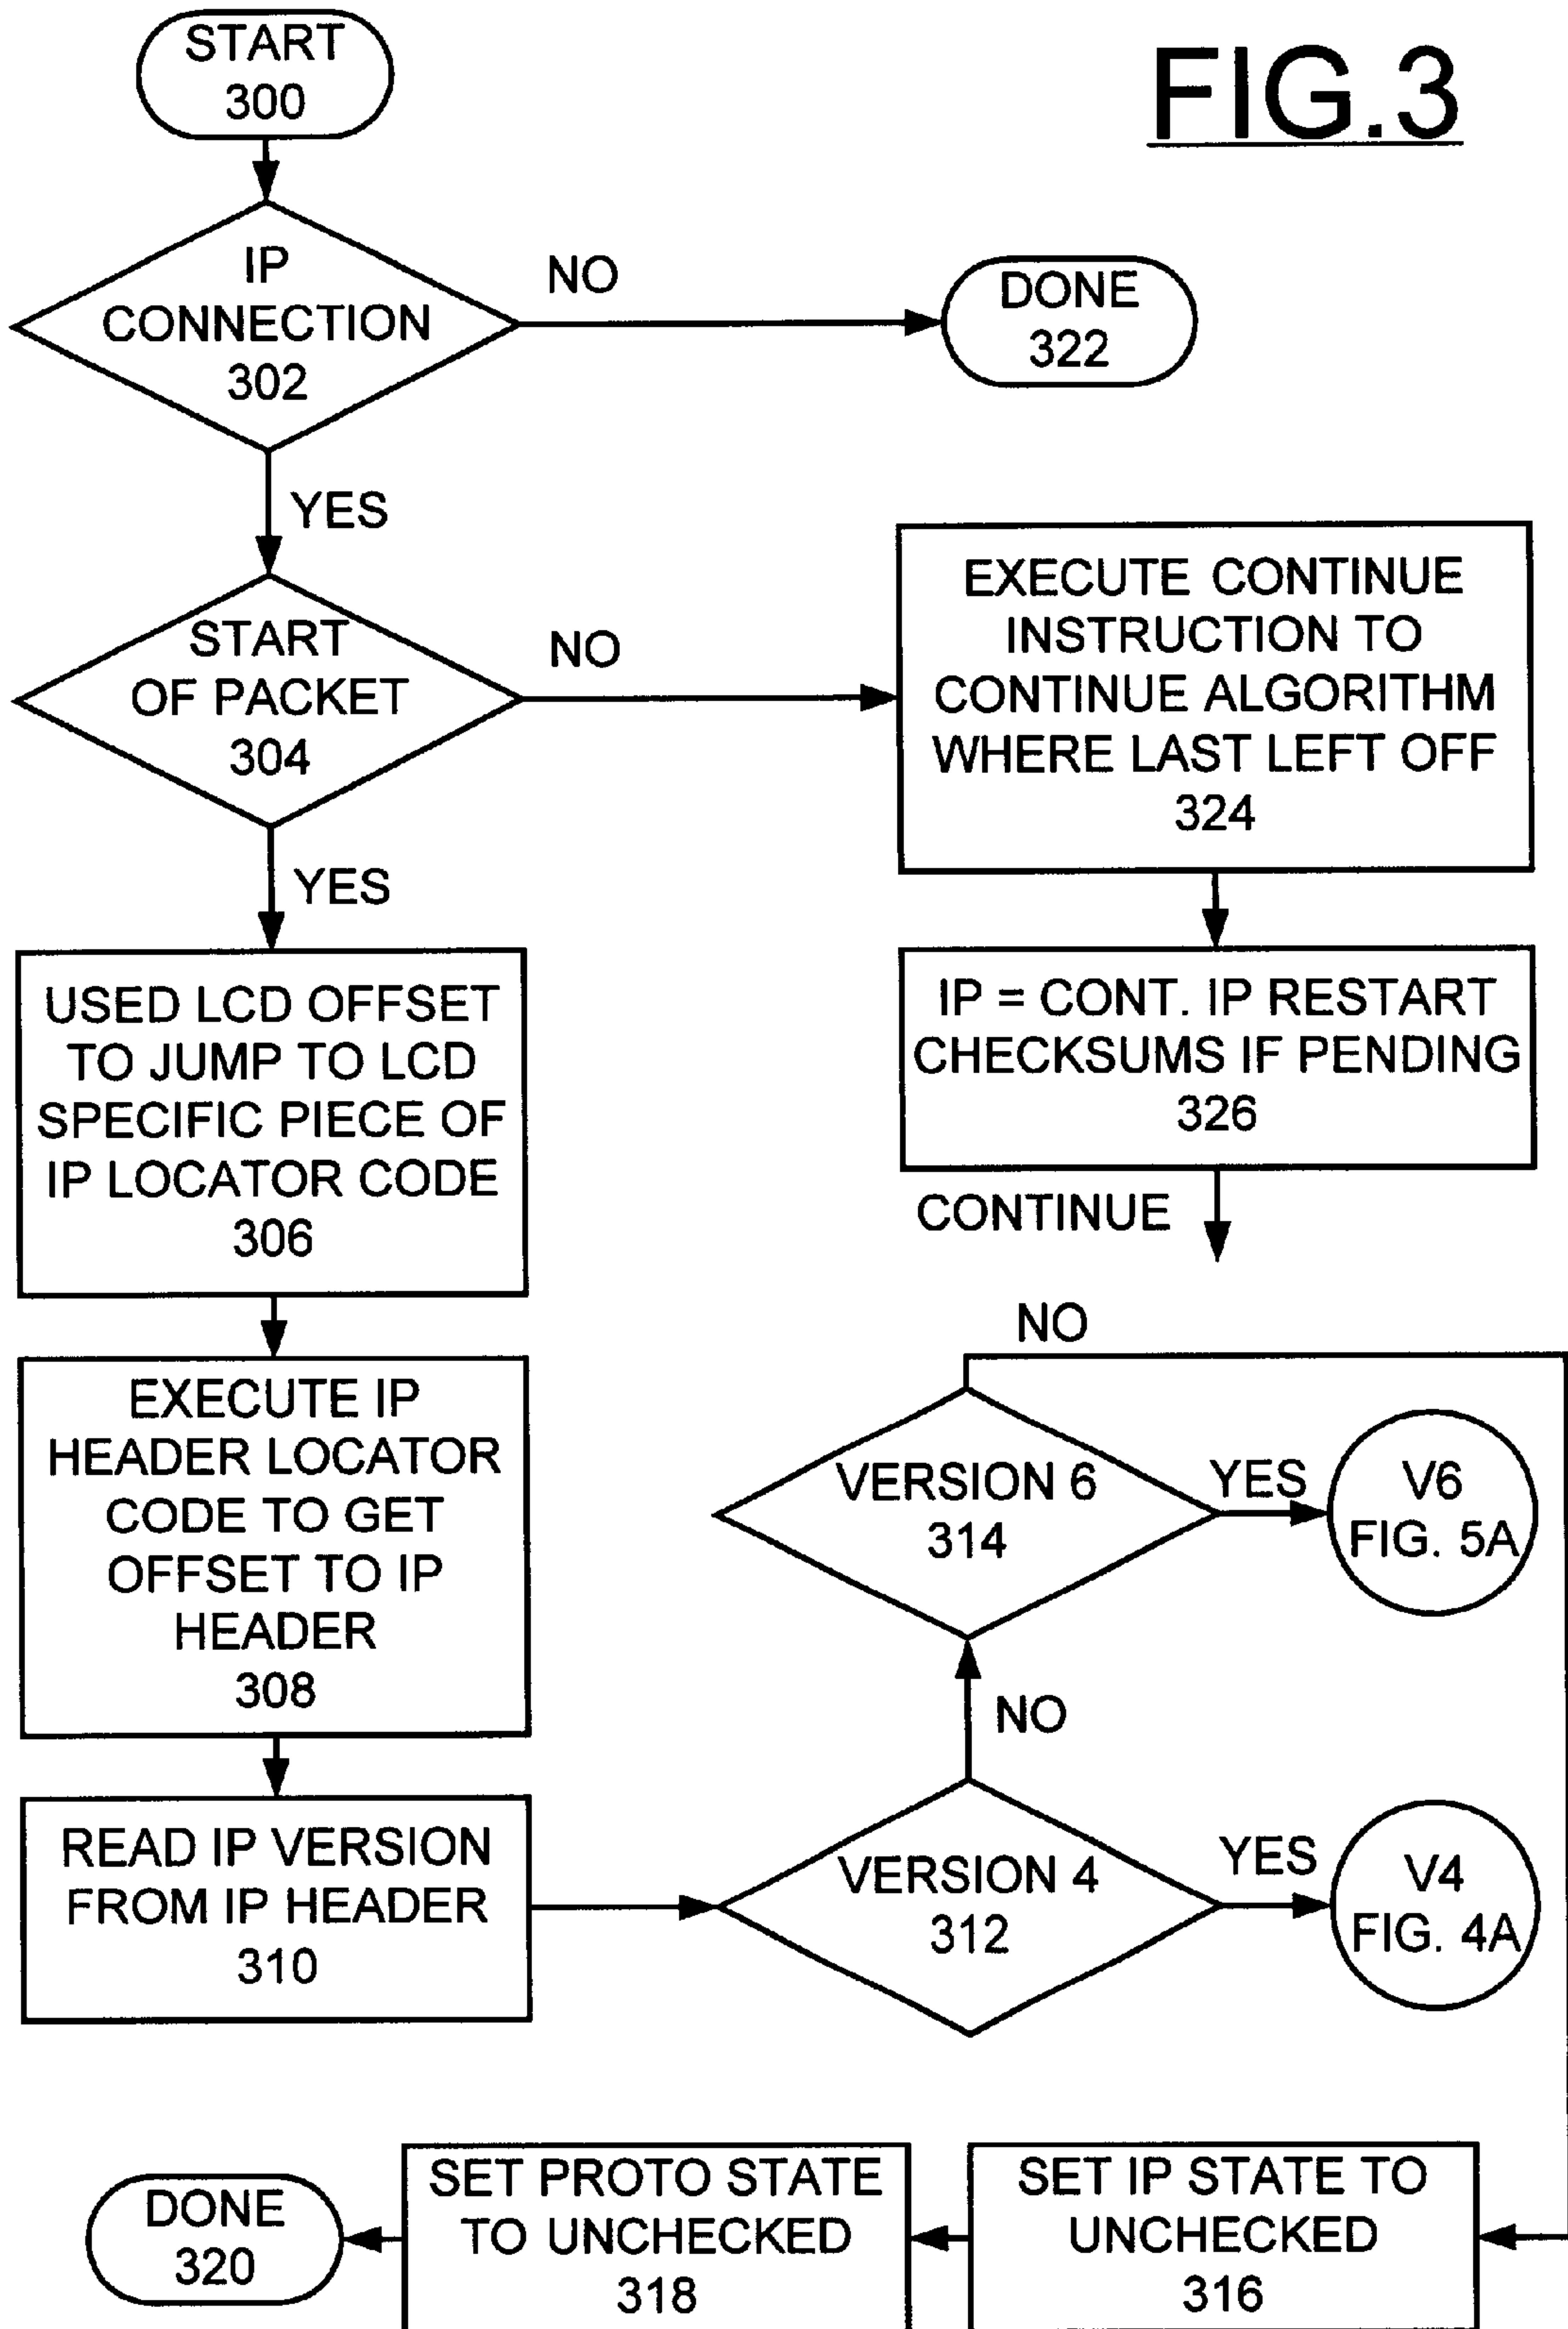 FIG.3
START
300
IP
CONNECTION
302
NO
DONE
322
YES
START
OF PACKET
304
NO
EXECUTE CONTINUE
INSTRUCTION TO
CONTINUE ALGORITHM
WHERE LAST LEFT OFF
324
YES
USED LCD OFFSET
TO JUMP TO LCD
SPECIFIC PIECE OF
IP LOCATOR CODE
306
IP = CONT. IP RESTART
CHECKSUMS IF PENDING
326
CONTINUE
EXECUTE IP
HEADER LOCATOR
CODE TO GET
OFFSET TO IP
HEADER
308
NO
VERSION 6
314
YES
V6
FIG. 5A
NO
READ IP VERSION
FROM IP HEADER
310
VERSION 4
312
YES
V4
FIG. 4A
SET IP STATE TO
UNCHECKED
316
SET PROTO STATE
TO UNCHECKED
318
DONE
320